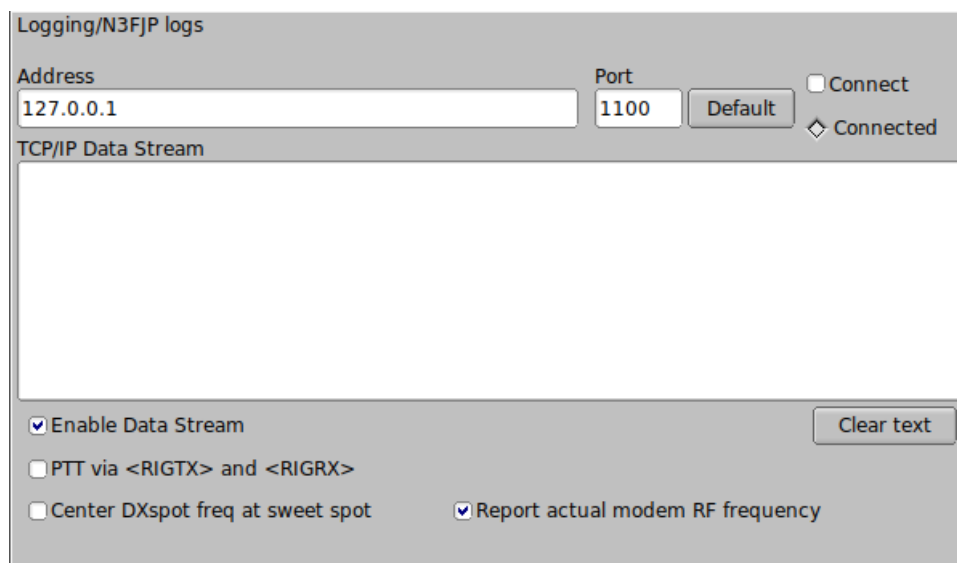 Logging/N3FJP logs
Address
Port
Connect
127.0.0.1
1100
Default
Connected
TCP/IP Data Stream
Enable Data Stream
Clear text
PTT via <RIGTX> and <RIGRX>
Center DXspot freq at sweet spot
Report actual modem RF frequency